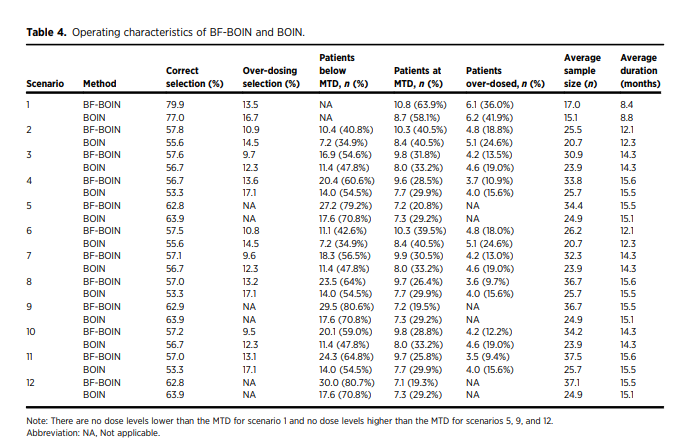 Table 4. Operating characteristics of BF-BOIN and BOIN.
Scenario Method Correct selection (%) Over-dosing selection (%) Patients below MTD, n (%) Patients at MTD, n (%) Patients over-dosed, n (%) Average sample size (n) Average duration (months)
1 BF-BOIN 79.9 13.5 NA 10.8 (63.9%) 6.1 (36.0%) 17.0 8.4
BOIN 77.0 16.7 NA 8.7 (58.1%) 6.2 (41.9%) 15.1 8.8
2 BF-BOIN 57.8 10.9 10.4 (40.8%) 10.3 (40.5%) 4.8 (18.8%) 25.5 12.1
BOIN 55.6 14.5 7.2 (34.9%) 8.4 (40.5%) 5.1 (24.6%) 20.7 12.3
3 BF-BOIN 57.6 9.7 16.9 (54.6%) 9.8 (31.8%) 4.2 (13.5%) 30.9 14.3
BOIN 56.7 12.3 11.4 (47.8%) 8.0 (33.2%) 4.6 (19.0%) 23.9 14.3
4 BF-BOIN 56.7 13.6 20.4 (60.6%) 9.6 (28.5%) 3.7 (10.9%) 33.8 15.6
BOIN 53.3 17.1 14.0 (54.5%) 7.7 (29.9%) 4.0 (15.6%) 25.7 15.5
5 BF-BOIN 62.8 NA 27.2 (79.2%) 7.2 (20.8%) NA 34.4 15.5
BOIN 63.9 NA 17.6 (70.8%) 7.3 (29.2%) NA 24.9 15.1
6 BF-BOIN 57.5 10.8 11.1 (42.6%) 10.3 (39.5%) 4.8 (18.0%) 26.2 12.1
BOIN 55.6 14.5 7.2 (34.9%) 8.4 (40.5%) 5.1 (24.6%) 20.7 12.3
7 BF-BOIN 57.1 9.6 18.3 (56.5%) 9.9 (30.5%) 4.2 (13.0%) 32.3 14.3
BOIN 56.7 12.3 11.4 (47.8%) 8.0 (33.2%) 4.6 (19.0%) 23.9 14.3
8 BF-BOIN 57.0 13.2 23.5 (64%) 9.7 (26.4%) 3.6 (9.7%) 36.7 15.6
BOIN 53.3 17.1 14.0 (54.5%) 7.7 (29.9%) 4.0 (15.6%) 25.7 15.5
9 BF-BOIN 62.9 NA 29.5 (80.6%) 7.2 (19.5%) NA 36.7 15.5
BOIN 63.9 NA 17.6 (70.8%) 7.3 (29.2%) NA 24.9 15.1
10 BF-BOIN 57.2 9.5 20.1 (59.0%) 9.8 (28.8%) 4.2 (12.2%) 34.2 14.3
BOIN 56.7 12.3 11.4 (47.8%) 8.0 (33.2%) 4.6 (19.0%) 23.9 14.3
11 BF-BOIN 57.0 13.1 24.3 (64.8%) 9.7 (25.8%) 3.5 (9.4%) 37.5 15.6
BOIN 53.3 17.1 14.0 (54.5%) 7.7 (29.9%) 4.0 (15.6%) 25.7 15.5
12 BF-BOIN 62.8 NA 30.0 (80.7%) 7.1 (19.3%) NA 37.1 15.5
BOIN 63.9 NA 17.6 (70.8%) 7.3 (29.2%) NA 24.9 15.1
Note: There are no dose levels lower than the MTD for scenario 1 and no dose levels higher than the MTD for scenarios 5, 9, and 12.
Abbreviation: NA, Not applicable.